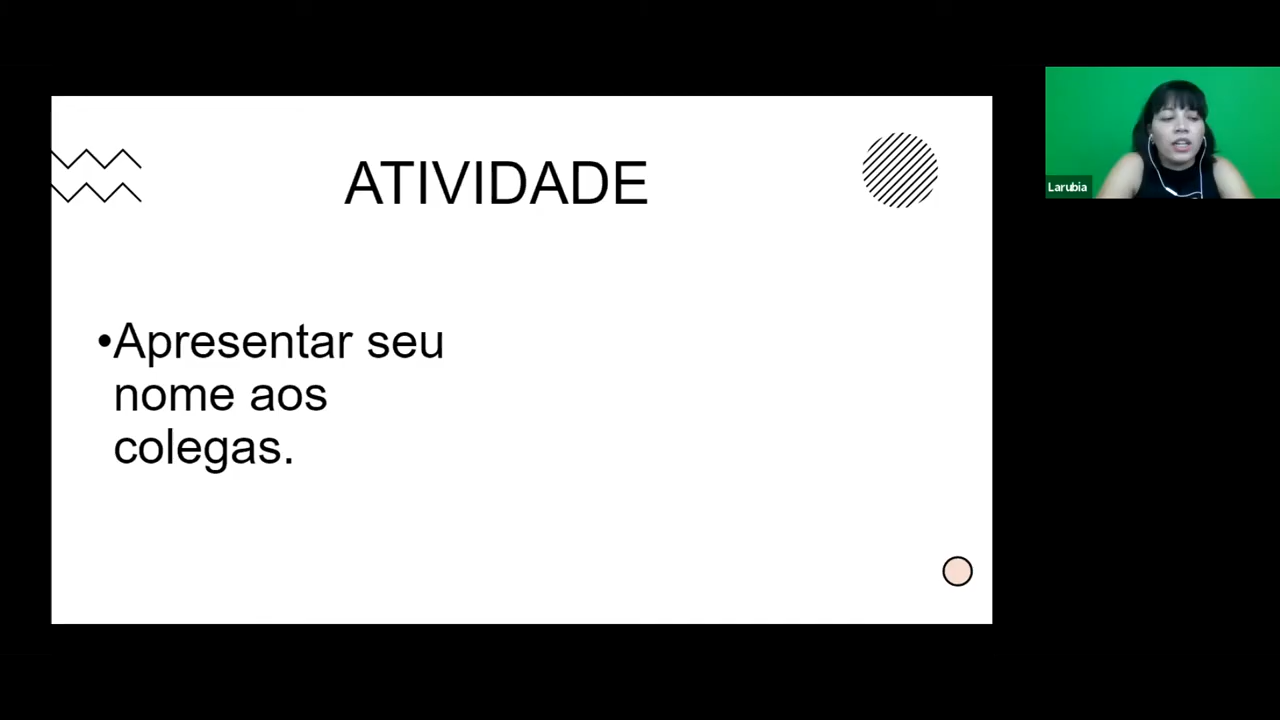 ATIVIDADE
•Apresentar seu
nome aos
colegas.
Larubia